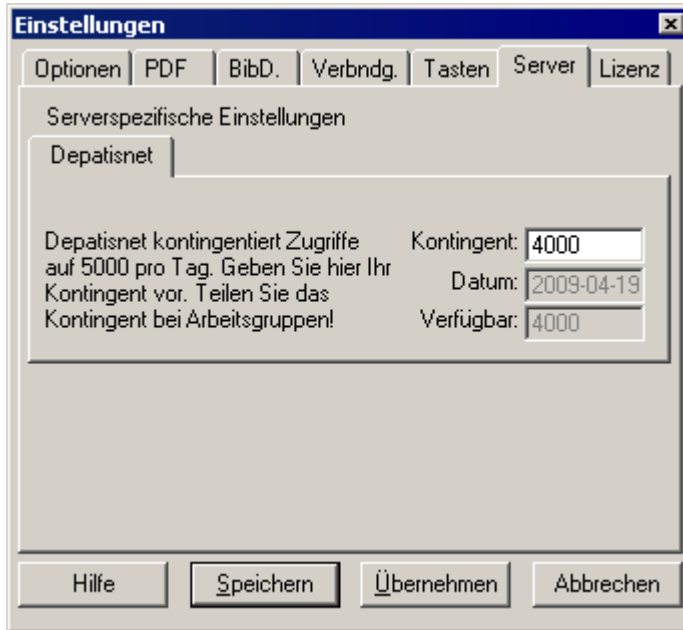 Einstellungen
Optionen PDF BibD. Verbndg. Tasten Server Lizenz
Serverspezifische Einstellungen
Depatisnet
Depatisnet kontingentiert Zugriffe
auf 5000 pro Tag. Geben Sie hier Ihr
Kontingent vor. Teilen Sie das
Kontingent bei Arbeitsgruppen!
Kontingent: 4000
Datum: 2009-04-19
Verfügbar: 4000
Hilfe Speichern Übernehmen Abbrechen